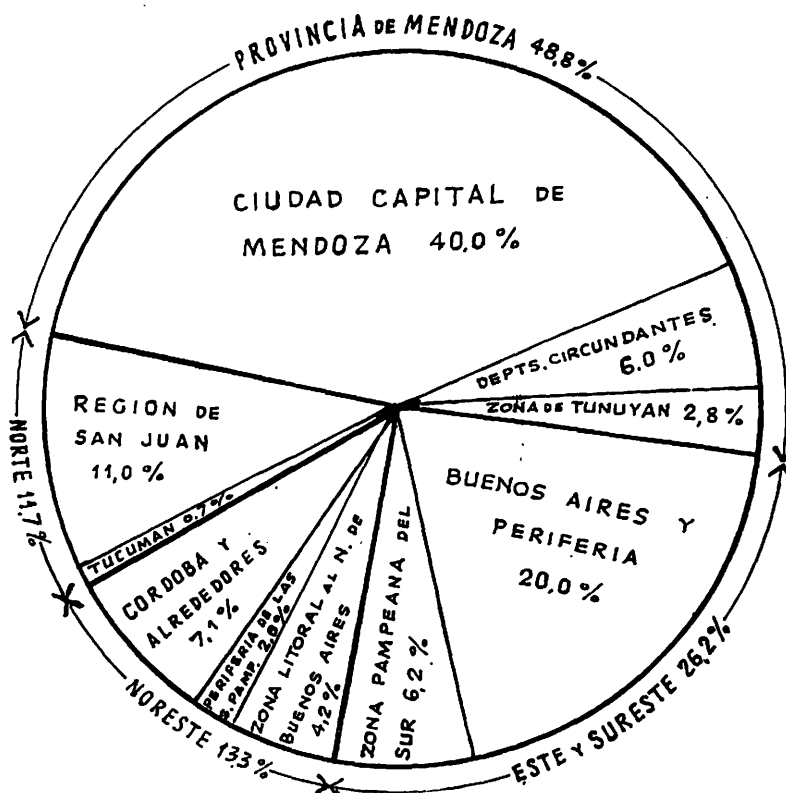 PROVINCIA DE MENDOZA 48,8%
CIUDAD CAPITAL DE
MENDOZA 40.0%
DEPTS. CIRCUNDANTES.
6.0%
ZONA DE TUNUYAN 2,8%
BUENOS AIRES Y
PERIFERIA
20,0%
ESTE Y SURESTE 26,2%
ZONA PAMPEANA DEL
SUR 6,2%
ZONA LITORAL AL N. DE
BUENOS AIRES
4,2%
PERIFERIA DE LAS
S. PAMP. 2,0%
CORDOBA Y
ALREDEDORES
7,1%
NORESTE 13,3%
TUCUMAN 0.7%
REGION DE
SAN JUAN
11,0%
NORTE 11.7%